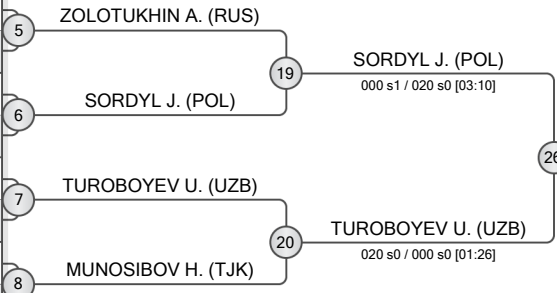 ZOLOTUKHIN A. (RUS)
5
19
SORDYL J. (POL)
000 s1 / 020 s0 [03:10]
SORDYL J. (POL)
6
26
TUROBOYEV U. (UZB)
7
20
TUROBOYEV U. (UZB)
020 s0 / 000 s0 [01:26]
MUNOSIBOV H. (TJK)
8